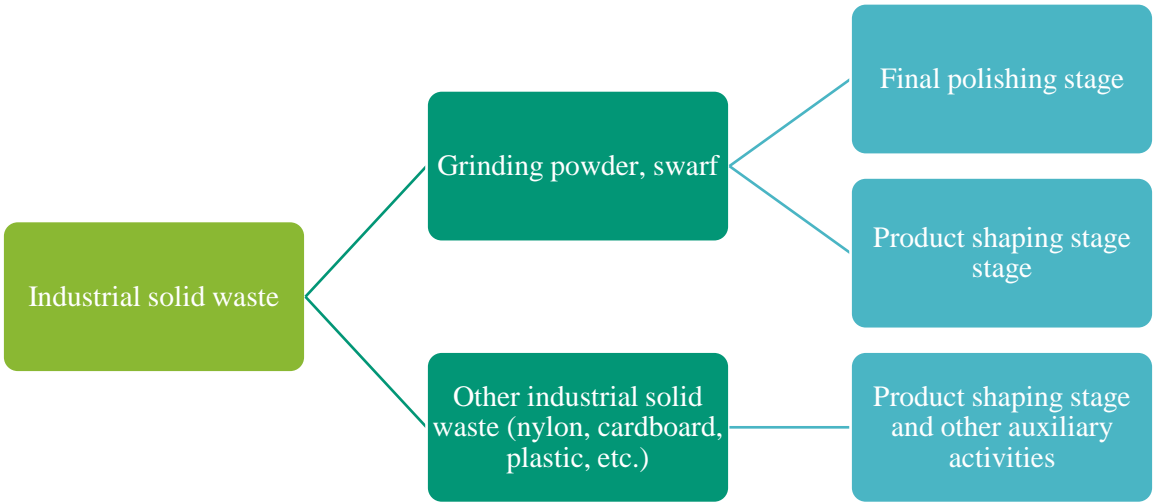 Industrial solid waste
Grinding powder, swarf
Final polishing stage
Product shaping stage
stage
Other industrial solid
waste (nylon, cardboard,
plastic, etc.)
Product shaping stage
and other auxiliary
activities